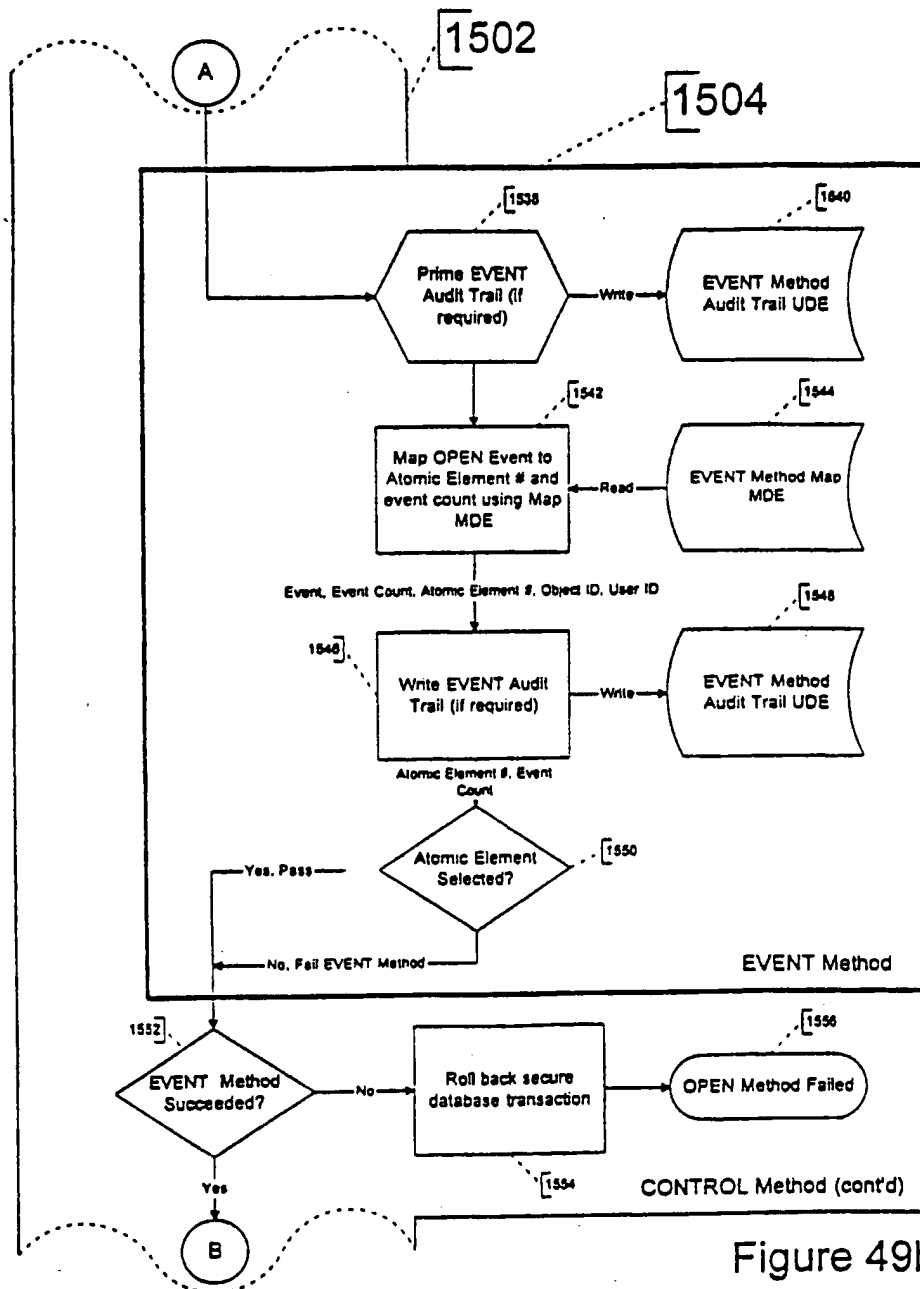 1502
A
1504
1538
1640
Prime EVENT
Audit Trail (if
required)
Write
EVENT Method
Audit Trail UDE
1542
1544
Map OPEN Event to
Atomic Element # and
event count using Map
MDE
Read
EVENT Method Map
MDE
Event, Event Count, Atomic Element #, Object ID, User ID
1548
1546
Write EVENT Audit
Trail (if required)
Write
EVENT Method
Audit Trail UDE
Atomic Element #, Event
Count
Atomic Element
Selected?
1550
Yes, Pass
No, Fail EVENT Method
EVENT Method
1552
1556
EVENT Method
Succeeded?
No
Roll back secure
database transaction
OPEN Method Failed
Yes
1554
CONTROL Method (cont'd)
B
Figure 49